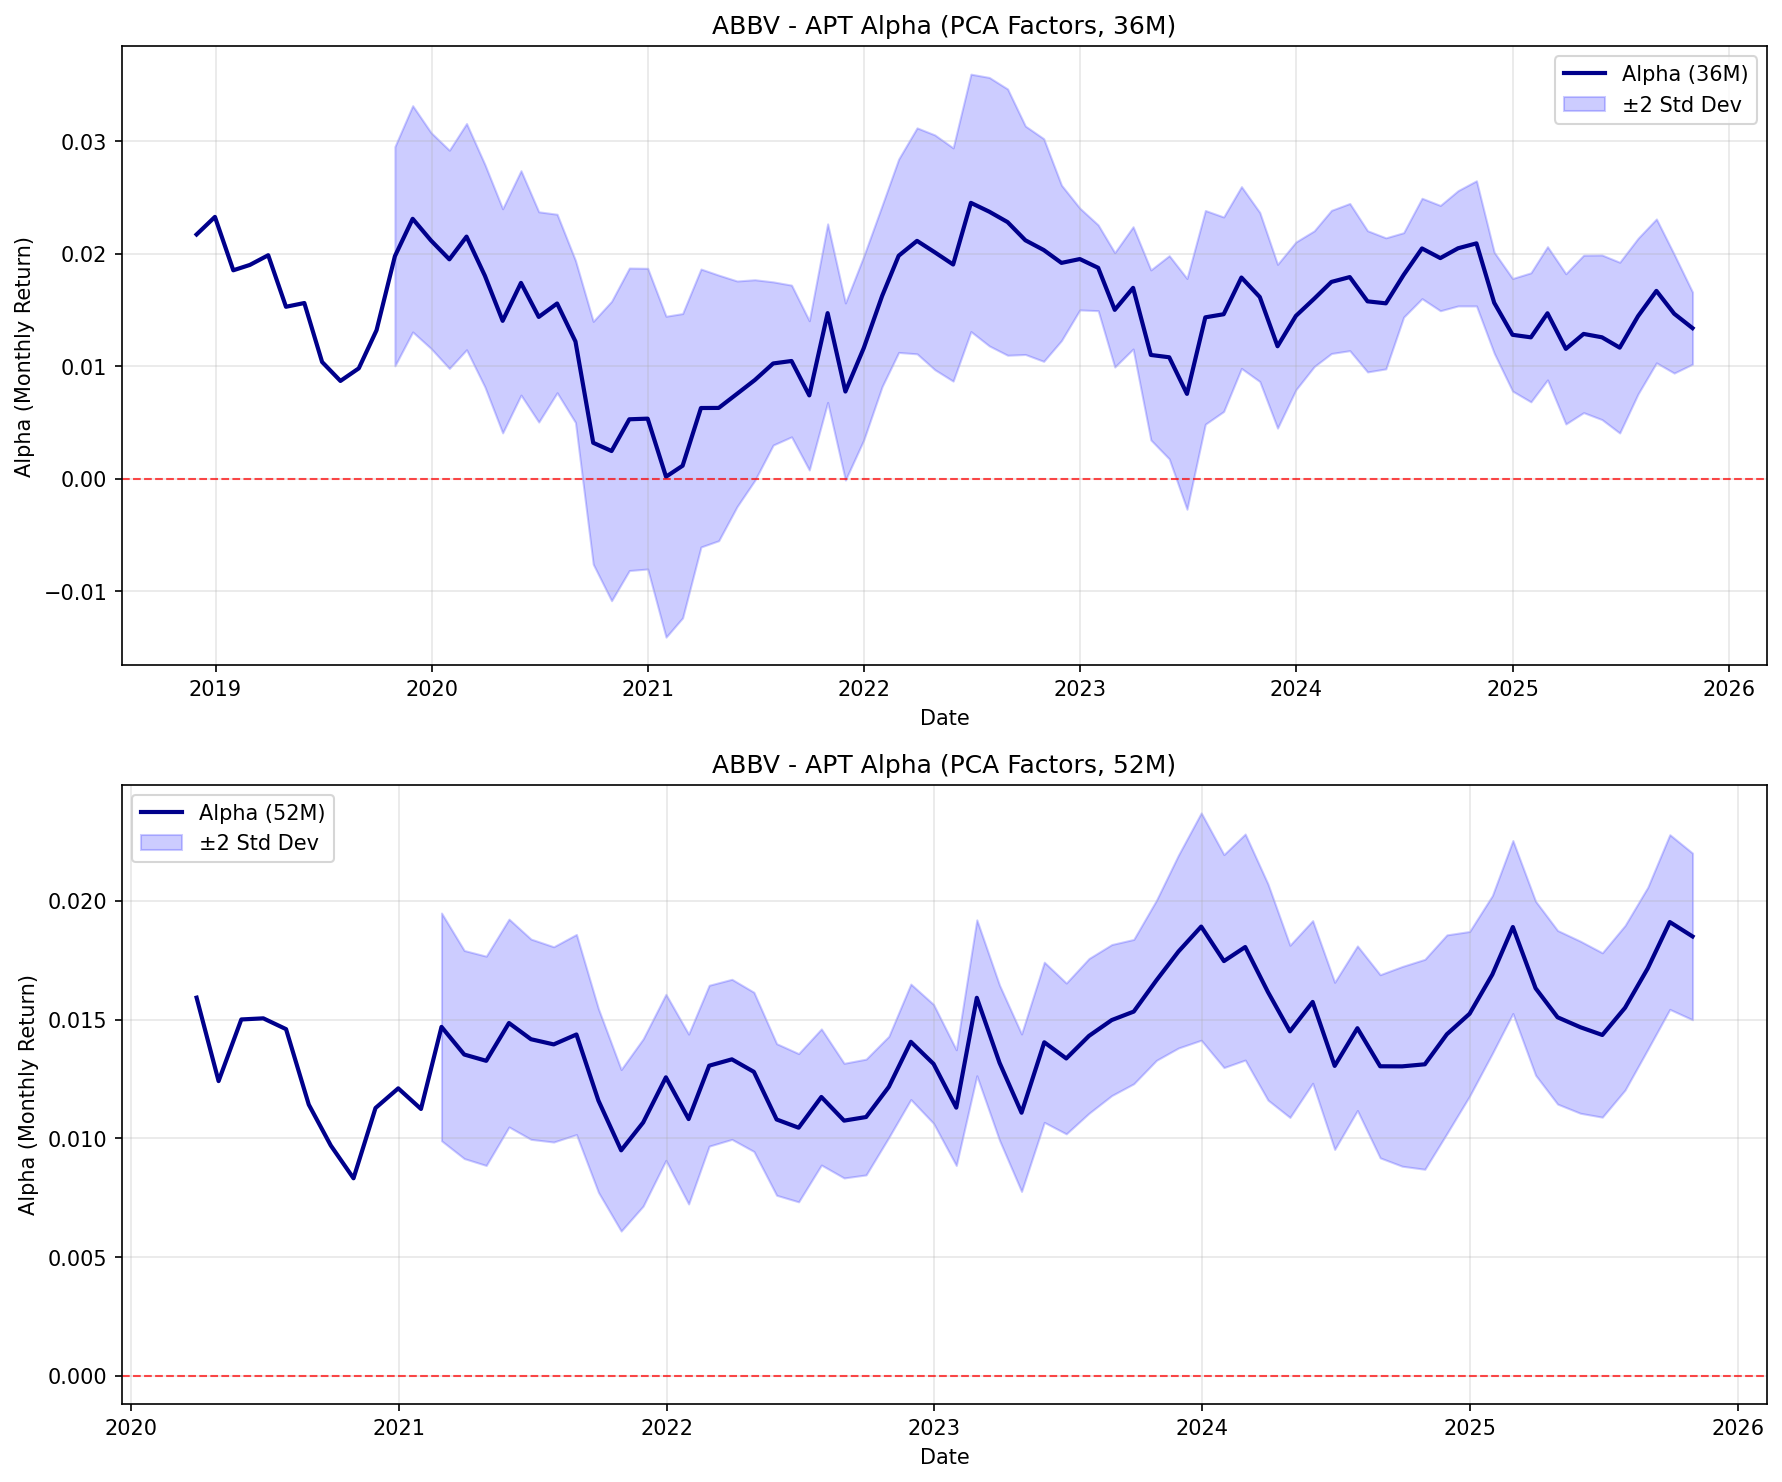 ABBV - APT Alpha (PCA Factors, 36M)
Alpha (36M)
±2 Std Dev
Alpha (Monthly Return)
0.03
0.02
0.01
0.00
−0.01
2019 2020 2021 2022 2023 2024 2025 2026
Date
ABBV - APT Alpha (PCA Factors, 52M)
Alpha (52M)
±2 Std Dev
Alpha (Monthly Return)
0.020
0.015
0.010
0.005
0.000
2020 2021 2022 2023 2024 2025 2026
Date